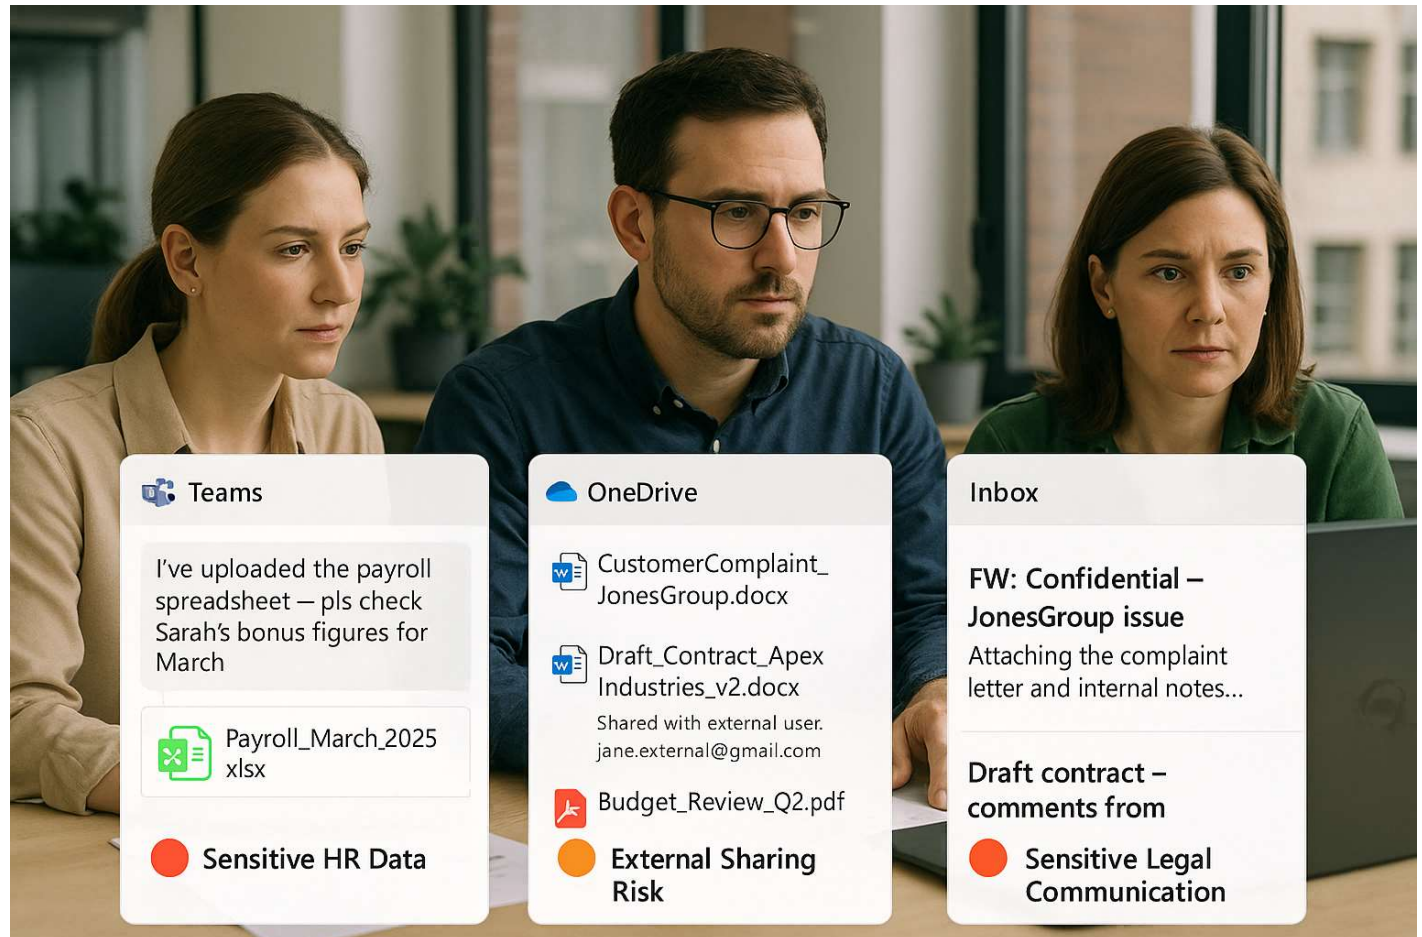 Teams
I've uploaded the payroll
spreadsheet – pls check
Sarah's bonus figures for
March
Payroll_March_2025
xlsx
Sensitive HR Data
OneDrive
CustomerComplaint_
JonesGroup.docx
Draft_Contract_Apex
Industries_v2.docx
Shared with external user.
jane.external@gmail.com
Budget_Review_Q2.pdf
External Sharing
Risk
Inbox
FW: Confidential –
JonesGroup issue
Attaching the complaint
letter and internal notes...
Draft contract –
comments from
Sensitive Legal
Communication